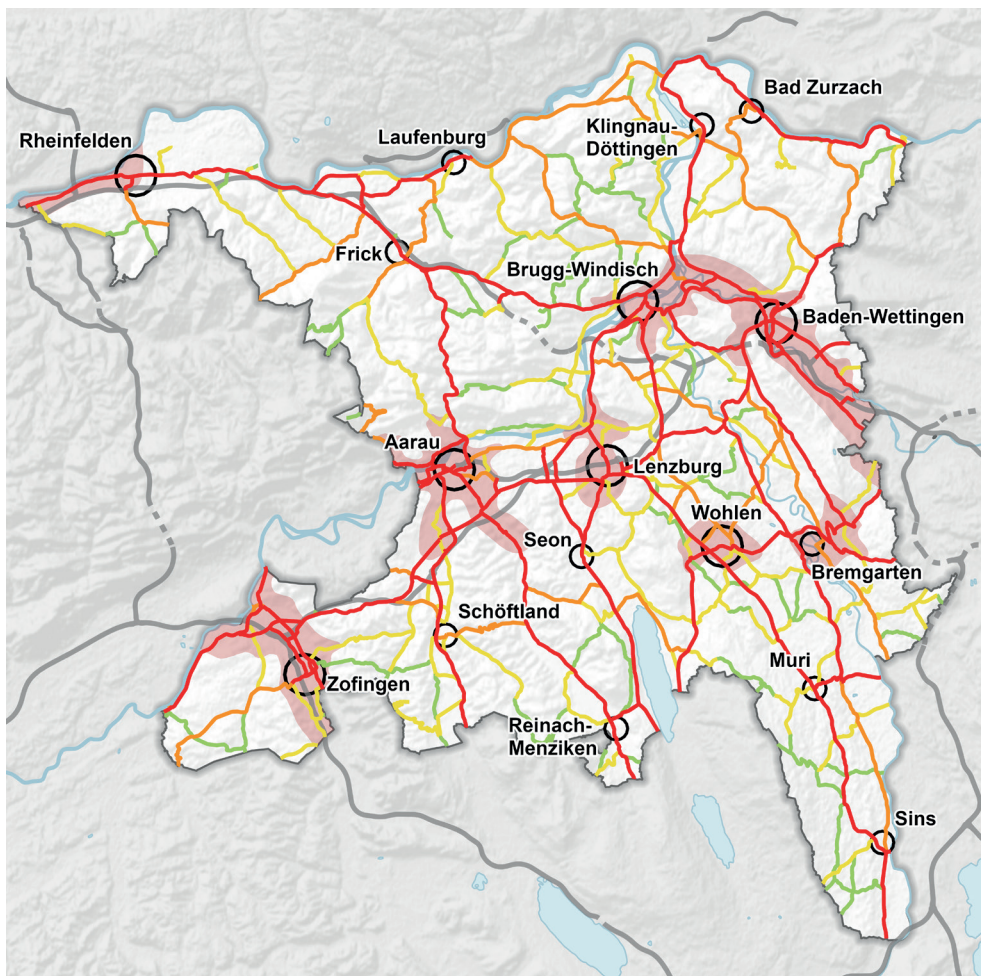 Bad Zurzach
Rheinfelden
Laufenburg
Klingnau-
Döttingen
Frick
Brugg-Windisch
Baden-Wettingen
Aarau
Lenzburg
Wohlen
Seon
Bremgarten
Schöftland
Muri
Zofingen
Reinach-
Menziken
Sins